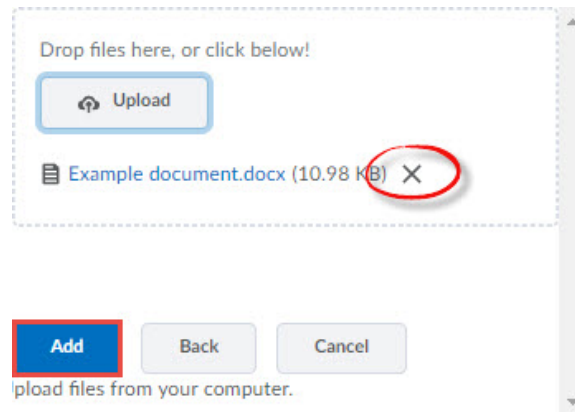 Drop files here, or click below!
Upload
Example document.docx (10.98 KB)
Add Back Cancel
pload files from your computer.